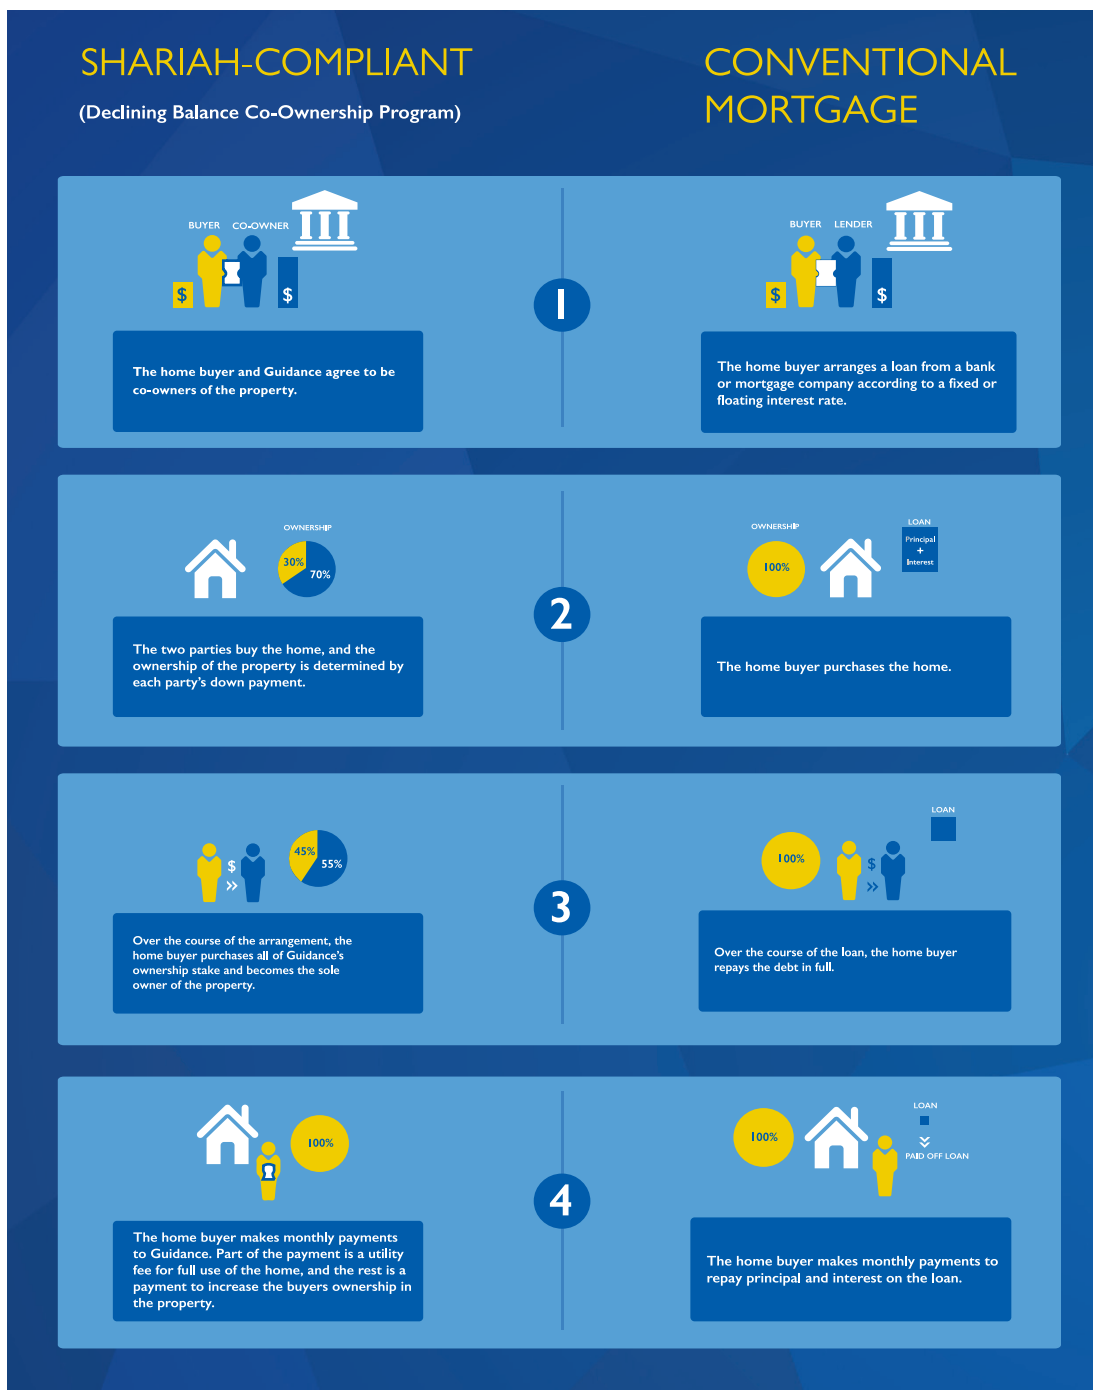 SHARIAH-COMPLIANT
(Declining Balance Co-Ownership Program)
CONVENTIONAL
MORTGAGE
BUYER CO-OWNER
$ $
The home buyer and Guidance agree to be
co-owners of the property.
1
BUYER LENDER
$ $
The home buyer arranges a loan from a bank
or mortgage company according to a fixed or
floating interest rate.
OWNERSHIP
30%
70%
The two parties buy the home, and the
ownership of the property is determined by
each party's down payment.
2
OWNERSHIP
100%
LOAN
Principal
+
Interest
The home buyer purchases the home.
$
»
45%
55%
Over the course of the arrangement, the
home buyer purchases all of Guidance's
ownership stake and becomes the sole
owner of the property.
3
LOAN
100%
$
»
Over the course of the loan, the home buyer
repays the debt in full.
100%
The home buyer makes monthly payments
to Guidance. Part of the payment is a utility
fee for full use of the home, and the rest is a
payment to increase the buyers ownership in
the property.
4
100%
LOAN
PAID OFF LOAN
The home buyer makes monthly payments to
repay principal and interest on the loan.